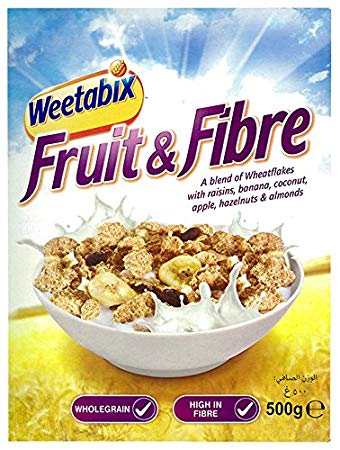 Weetabix
Fruit & Fibre
A blend of Wheatflakes
with raisins, banana, coconut,
apple, hazelnuts & almonds
الوزن الصافي:
٥٠٠ غ
WHOLEGRAIN
HIGH IN
FIBRE
500g e